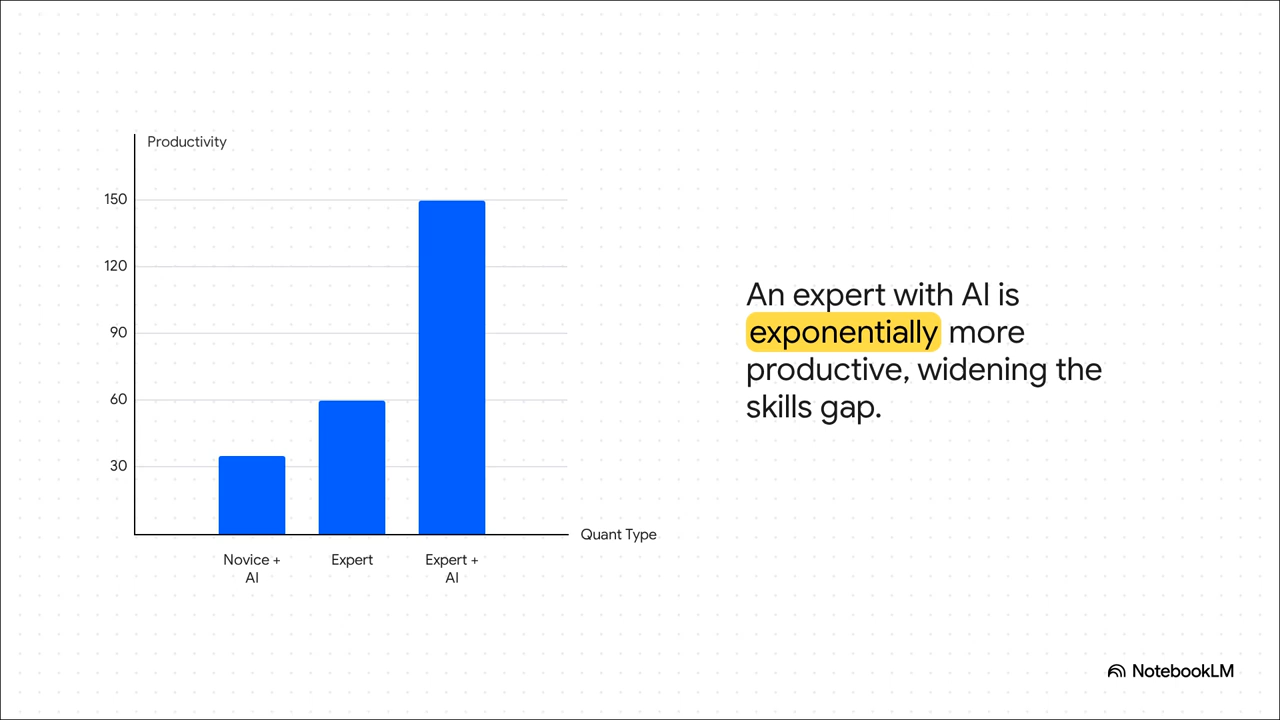 Productivity
150
120
90
60
30
Quant Type
Novice +
AI
Expert
Expert +
AI
An expert with AI is
exponentially more
productive, widening the
skills gap.
NotebookLM